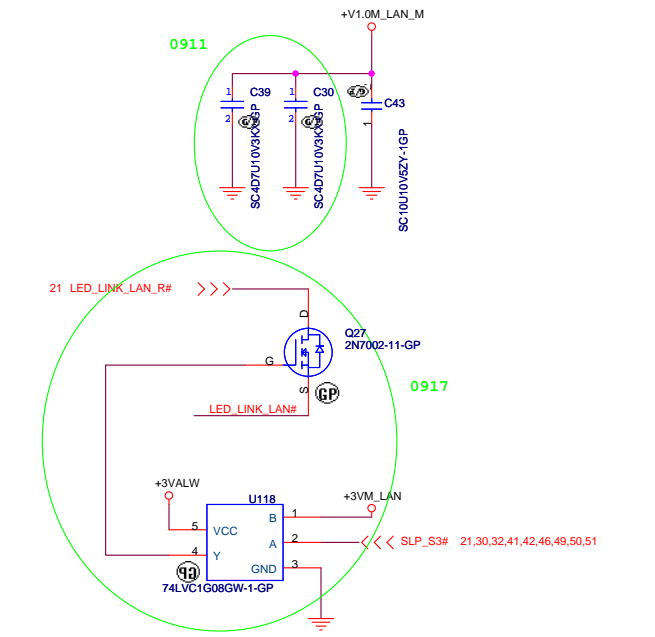 +V1.0M_LAN_M
0911
1
C39
2
SC4D7U10V3KX-GP
1
C30
2
SC4D7U10V3KX-GP
C43
1
SC10U10V5ZY-1GP
21 LED_LINK_LAN_R#
D
Q27
2N7002-11-GP
G
S
GP
0917
LED_LINK_LAN#
+3VALW
U118
+3VM_LAN
5
VCC
B
1
A
2
SLP_S3# 21,30,32,41,42,46,49,50,51
4
Y
GND
3
GP
74LVC1G08GW-1-GP